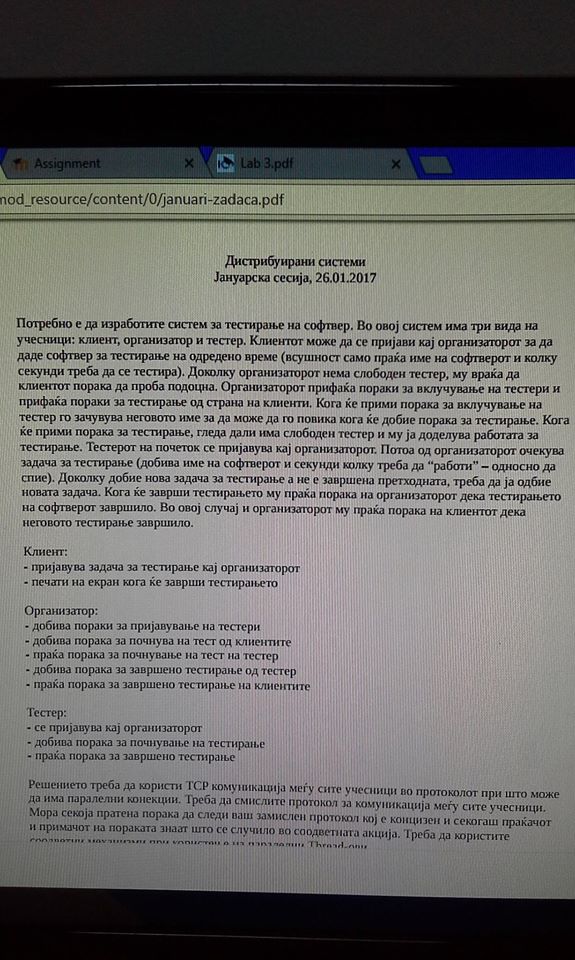 Assignment
Lab 3.pdf
mod_resource/content/0/januari-zadaca.pdf
Дистрибуирани системи
Јануарска сесија, 26.01.2017
Потребно е да изработите систем за тестирање на софтвер. Во овој систем има три вида на
учесници: клиент, организатор и тестер. Клиентот може да се пријави кај организаторот за да
даде софтвер за тестирање на одредено време (всушност само праќа име на софтверот и колку
секунди треба да се тестира). Доколку организаторот нема слободен тестер, му враќа да
клиентот порака да проба подоцна. Организаторот прифаќа пораки за вклучување на тестери и
прифаќа пораки за тестирање од страна на клиенти. Кога ќе прими порака за вклучување на
тестер го зачувува неговото име за да може да го повика кога ќе добие порака за тестирање. Кога
ќе прими порака за тестирање, гледа дали има слободен тестер и му ја доделува работата за
тестирање. Тестерот на почеток се пријавува кај организаторот. Потоа од организаторот очекува
задача за тестирање (добива име на софтверот и секунди колку треба да “работи” – односно да
спие). Доколку добие нова задача за тестирање а не е завршена претходната, треба да ја одбие
новата задача. Кога ќе заврши тестирањето му праќа порака на организаторот дека тестирањето
на софтверот завршило. Во овој случај и организаторот му праќа порака на клиентот дека
неговото тестирање завршило.
Клиент:
- пријавува задача за тестирање кај организаторот
- печати на екран кога ќе заврши тестирањето
Организатор:
- добива пораки за пријавување на тестери
- добива порака за почнува на тест од клиентите
- праќа порака за почнување на тест на тестер
- добива порака за завршено тестирање од тестер
- праќа порака за завршено тестирање на клиентите
Тестер:
- се пријавува кај организаторот
- добива порака за почнување на тестирање
- праќа порака за завршено тестирање
Решението треба да користи TCP комуникација меѓу сите учесници во протоколот при што може
да има паралелни конекции. Треба да смислите протокол за комуникација меѓу сите учесници.
Мора секоја пратена порака да следи ваш замислен протокол кој е концизен и секогаш праќачот
и примачот на пораката знаат што се случило во соодветната акција. Треба да користите
соодветни механизми при користење на паралелни Thread-ови.